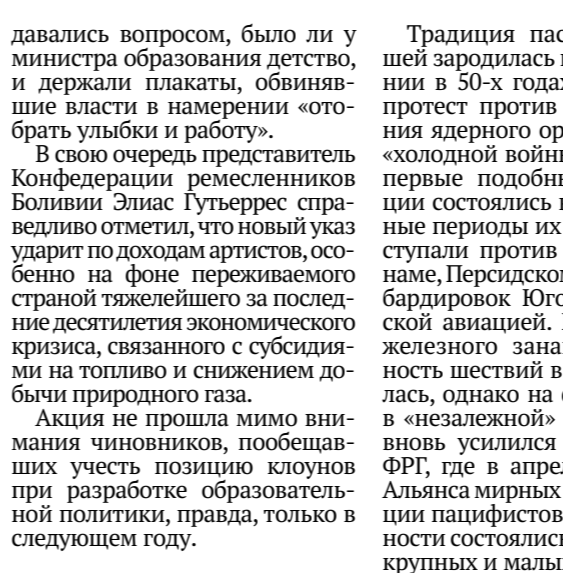 давались вопросом, было ли у
министра образования детство,
и держали плакаты, обвиняв-
шие власти в намерении «ото-
брать улыбки и работу».
В свою очередь представитель
Конфедерации ремесленников
Боливии Элиас Гутьеррес спра-
ведливо отметил, что новый указ
ударит по доходам артистов, осо-
бенно на фоне переживаемого
страной тяжелейшего за послед-
ние десятилетия экономического
кризиса, связанного с субсидия-
ми на топливо и снижением до-
бычи природного газа.
Акция не прошла мимо вни-
мания чиновников, пообещав-
ших учесть позицию клоунов
при разработке образователь-
ной политики, правда, только в
следующем году.
Традиция пас
шей зародилась
нии в 50-х года
протест против
ния ядерного ор
«холодной войн
первые подобн
ции состоялись
ные периоды их
ступали против
наме, Персидском
бардировок Юго
ской авиацией.
железного зана
ность шествий в
лась, однако на
в «незалежной»
вновь усилился
ФРГ, где в апре
Альянса мирных
ции пацифистов
ности состоялись
крупных и малых